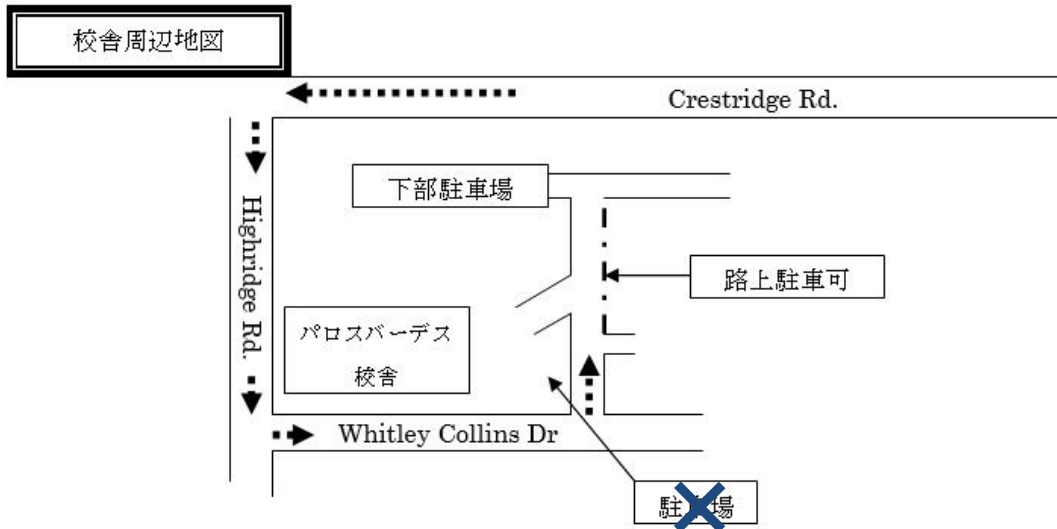 校舎周辺地図
Crestridge Rd.
下部駐車場
Highridge Rd.
路上駐車可
パロスバーデス
校舎
Whitley Collins Dr
駐車場